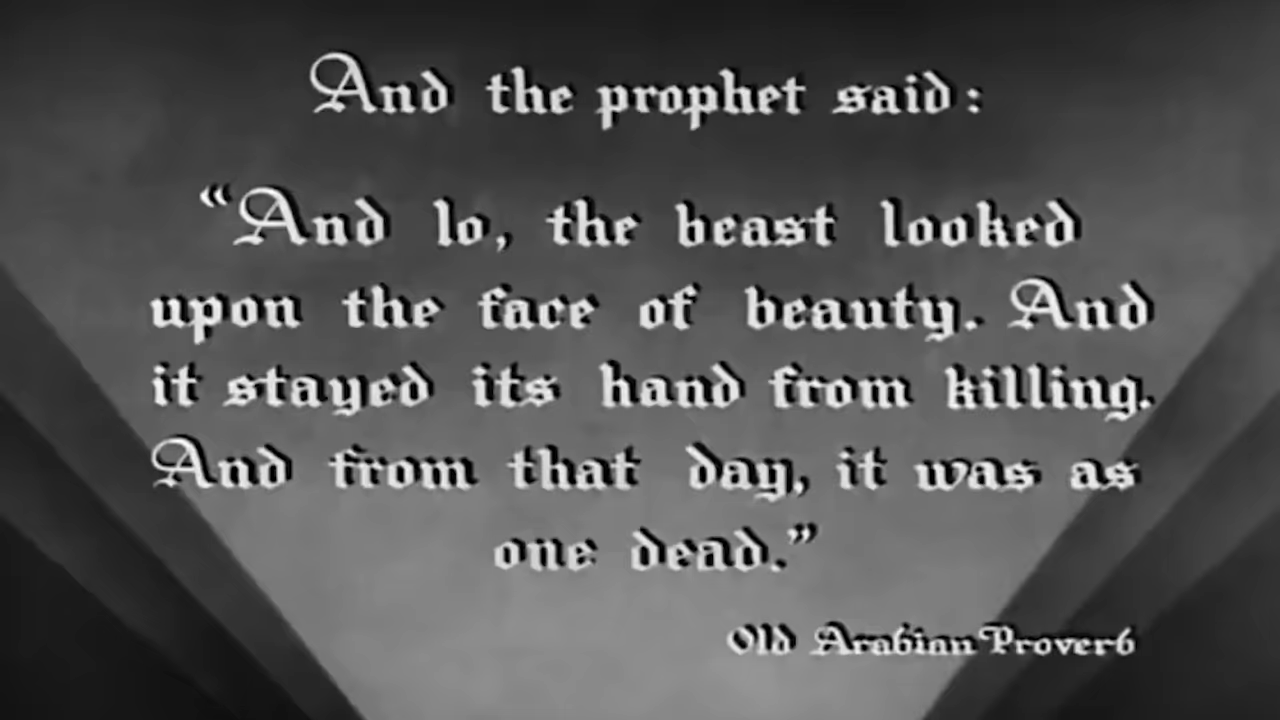 And the prophet said:
“And lo, the beast looked
upon the face of beauty. And
it stayed its hand from killing.
And from that day, it was as
one dead.”
Old Arabian Proverb